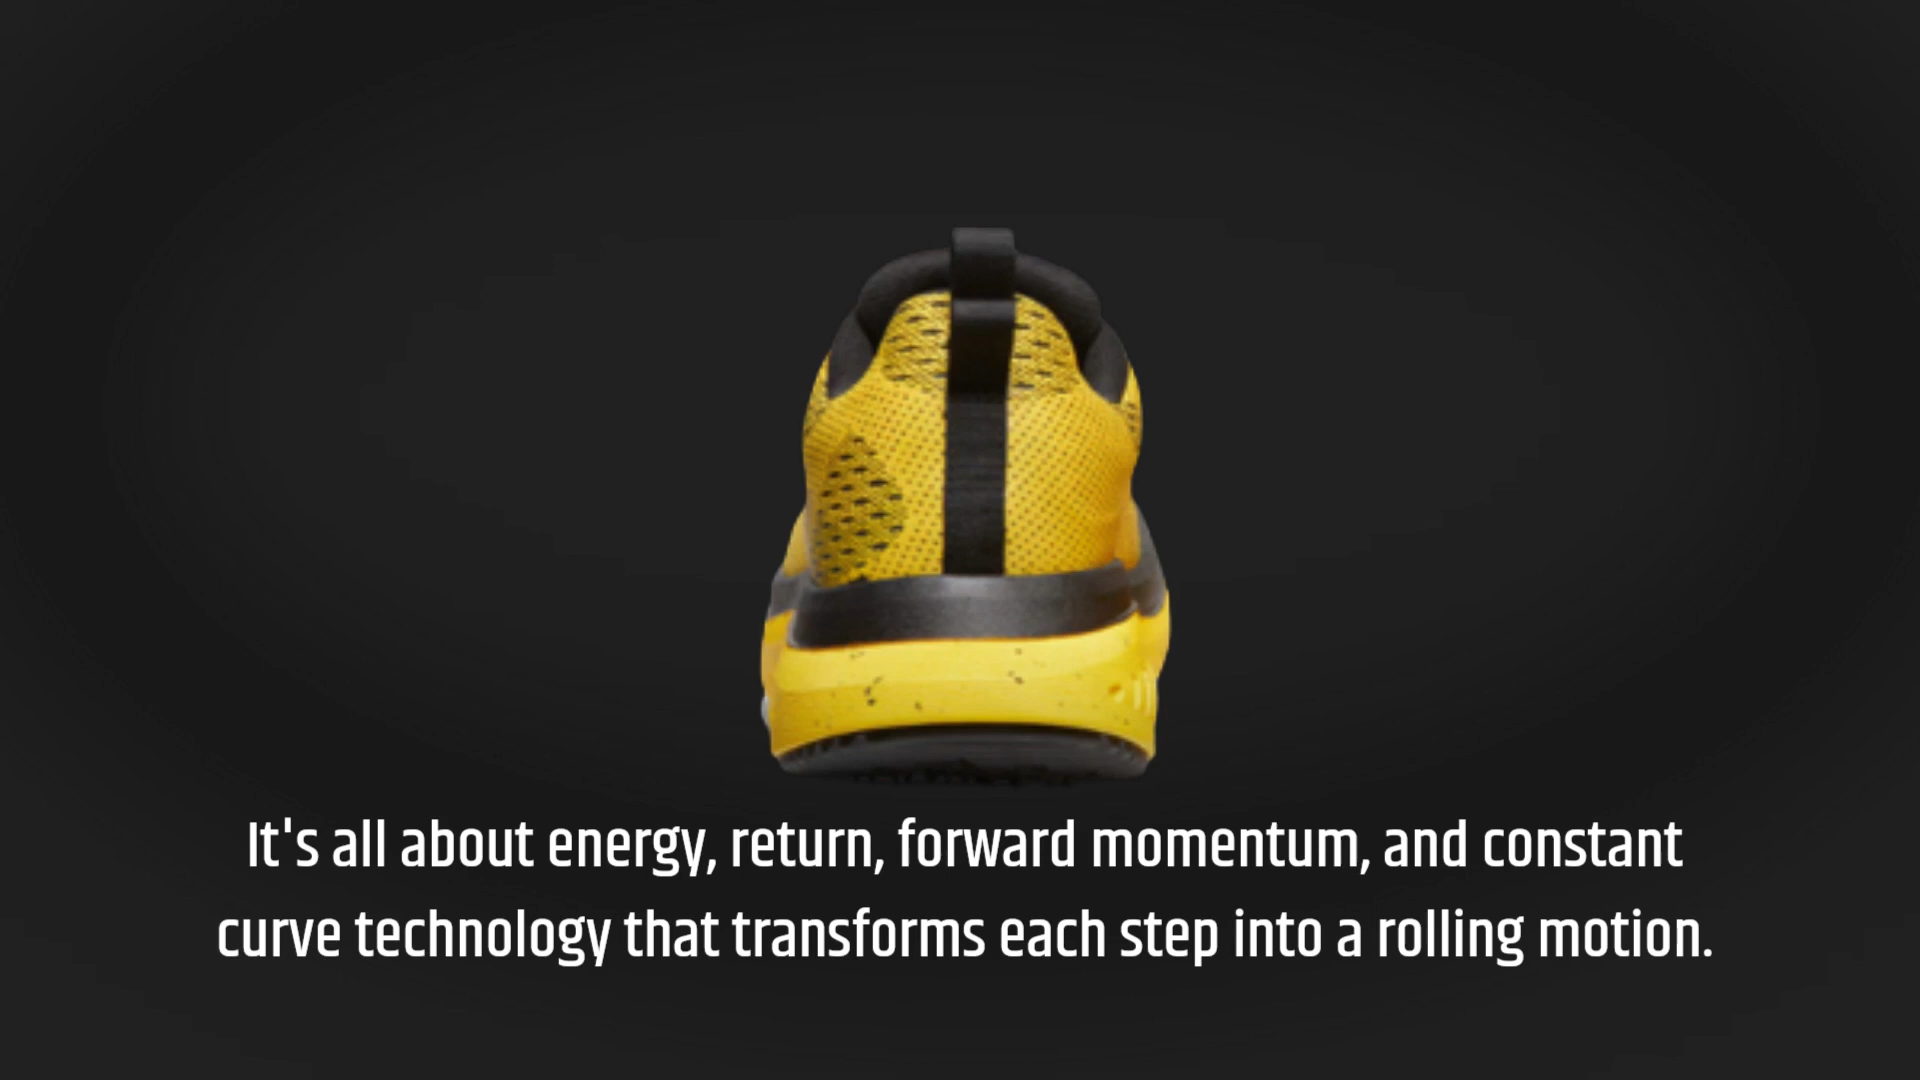 It's all about energy, return, forward momentum, and constant
curve technology that transforms each step into a rolling motion.